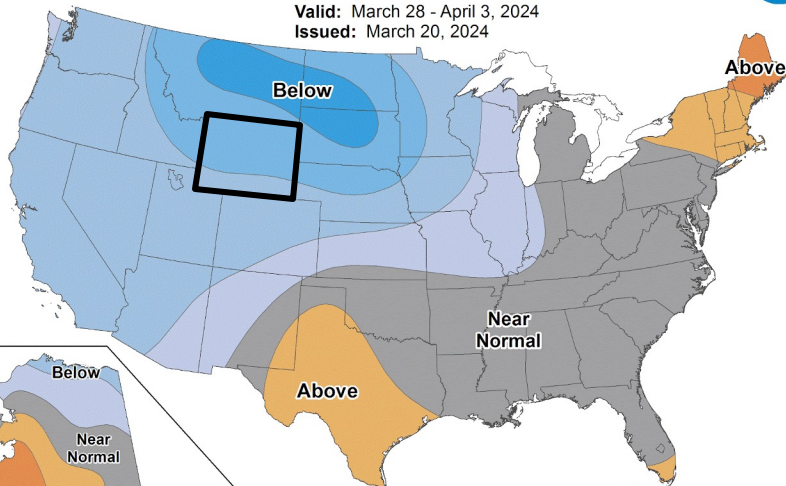 Valid: March 28 - April 3, 2024
Issued: March 20, 2024
Above
Below
Near
Normal
Above
Below
Near
Normal